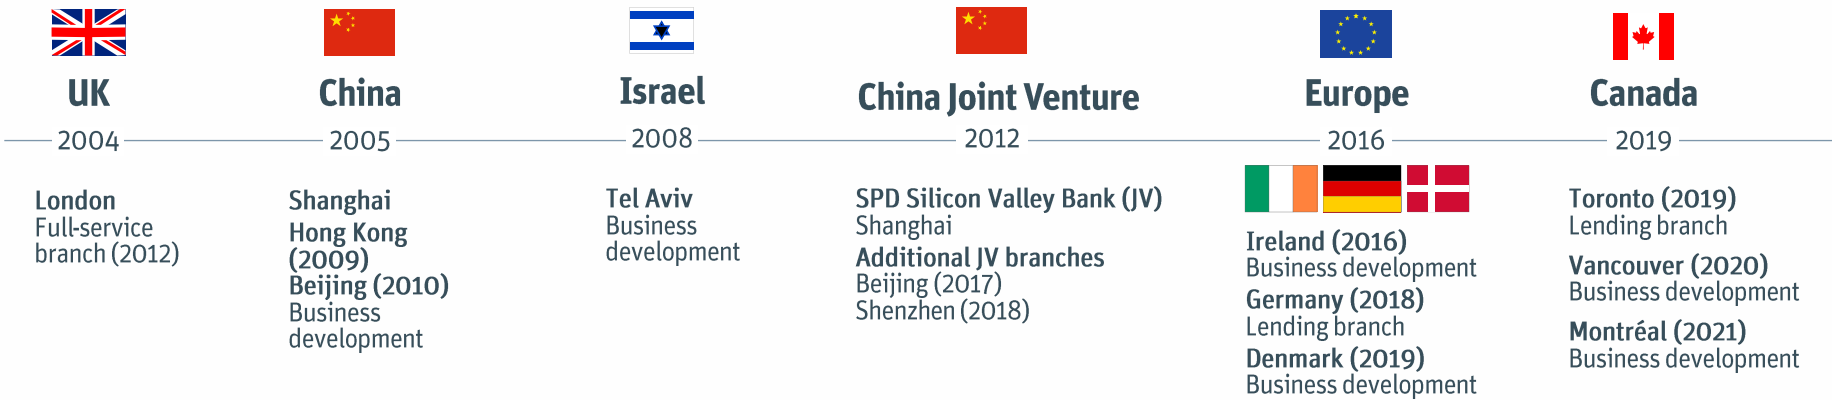 UK
2004
London
Full-service
branch (2012)
China
2005
Shanghai
Hong Kong
(2009)
Beijing (2010)
Business
development
Israel
2008
Tel Aviv
Business
development
China Joint Venture
2012
SPD Silicon Valley Bank (JV)
Shanghai
Additional JV branches
Beijing (2017)
Shenzhen (2018)
Europe
2016
Ireland (2016)
Business development
Germany (2018)
Lending branch
Denmark (2019)
Business development
Canada
2019
Toronto (2019)
Lending branch
Vancouver (2020)
Business development
Montréal (2021)
Business development